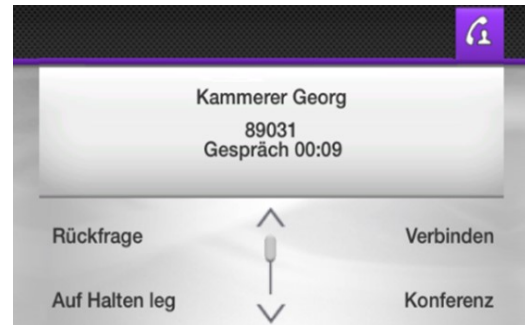 Kammerer Georg
89031
Gespräch 00:09
Rückfrage
Verbinden
Auf Halten leg
Konferenz